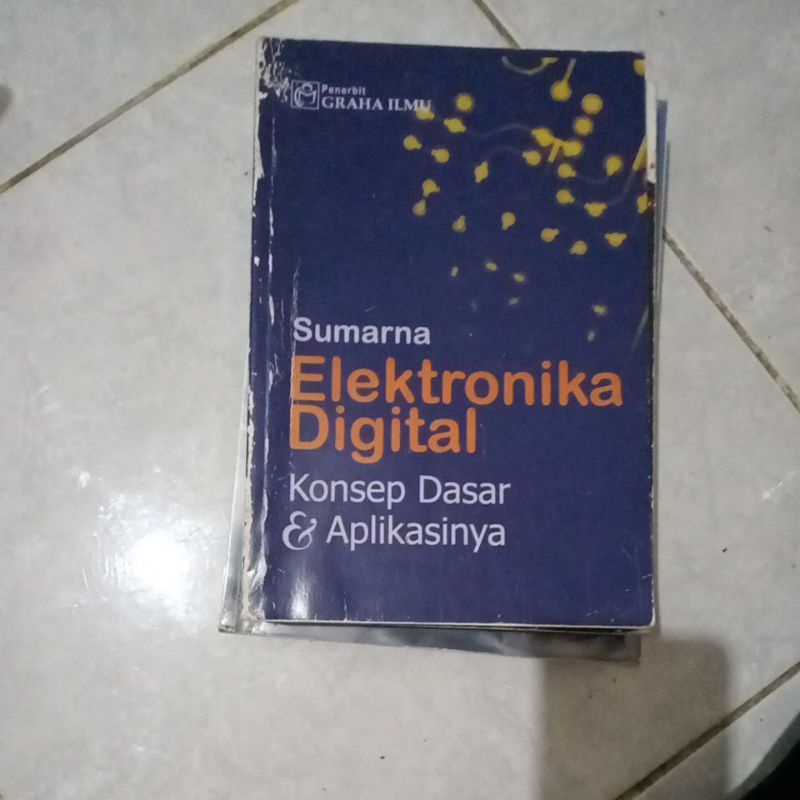 Penerbit
GRAHA ILMU
Sumarna
Elektronika
Digital
Konsep Dasar
& Aplikasinya